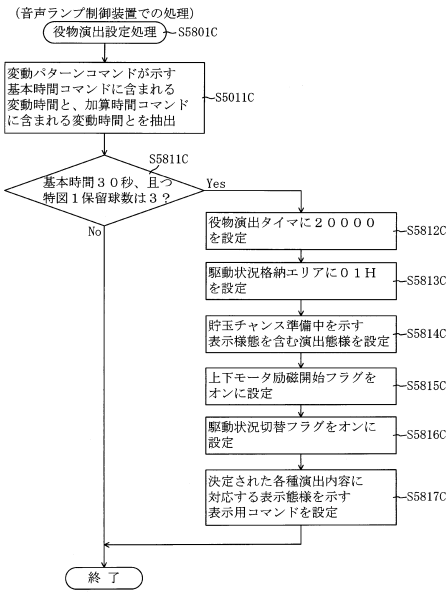 (音声ランプ制御装置での処理)
役物演出設定処理
S5801C
変動パターンコマンドが示す
基本時間コマンドに含まれる
変動時間と、加算時間コマンド
に含まれる変動時間とを抽出
S5011C
S5811C
基本時間30秒、且つ
特図1保留球数は3?
Yes
No
役物演出タイマに20000
を設定
S5812C
駆動状況格納エリアに01H
を設定
S5813C
貯玉チャンス準備中を示す
表示様態を含む演出態様を設定
S5814C
上下モータ励磁開始フラグを
オンに設定
S5815C
駆動状況切替フラグをオンに
設定
S5816C
決定された各種演出内容に
対応する表示態様を示す
表示用コマンドを設定
S5817C
終了